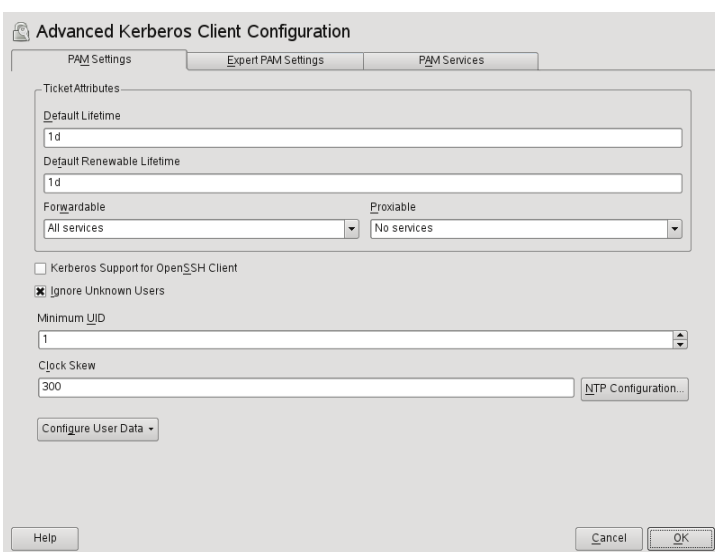 Advanced Kerberos Client Configuration
PAM Settings
Expert PAM Settings
PAM Services
Ticket Attributes
Default Lifetime
1d
Default Renewable Lifetime
1d
Forwardable
Proxiable
All services
No services
Kerberos Support for OpenSSH Client
Ignore Unknown Users
Minimum UID
1
Clock Skew
300
NTP Configuration...
Configure User Data
Help
Cancel
OK